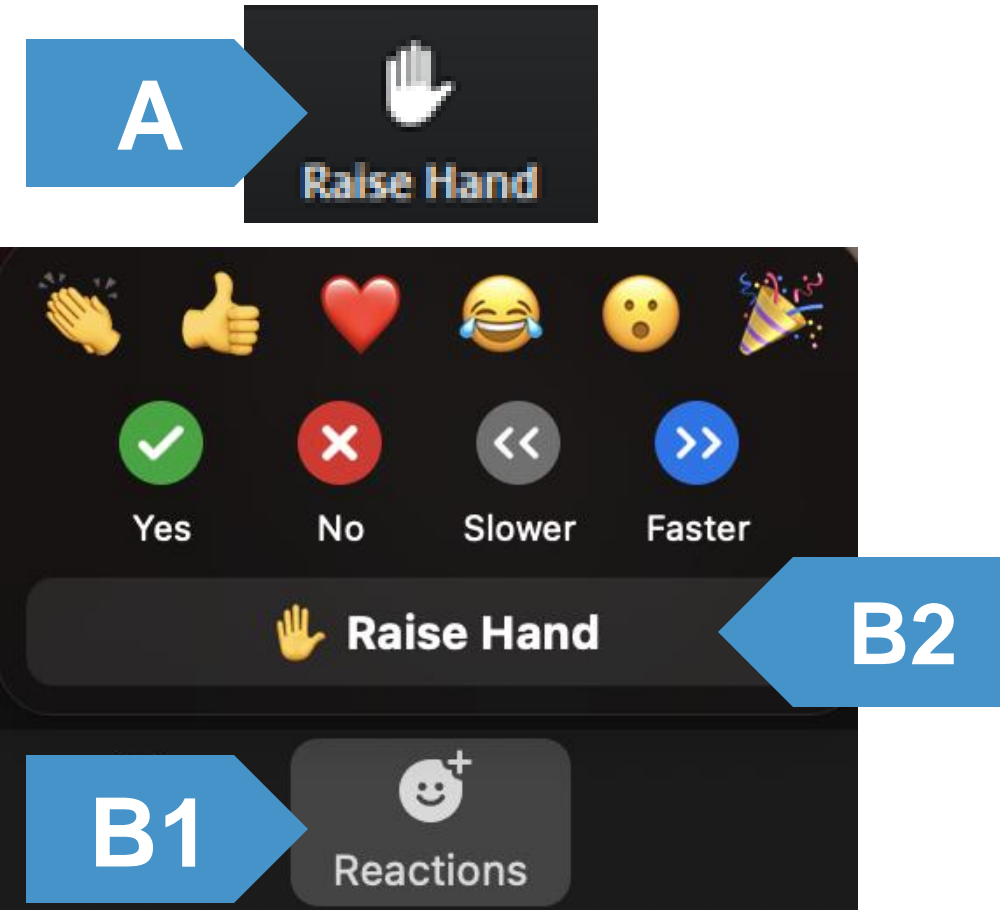 A
Raise Hand
Yes No Slower Faster
Raise Hand
B2
B1
Reactions